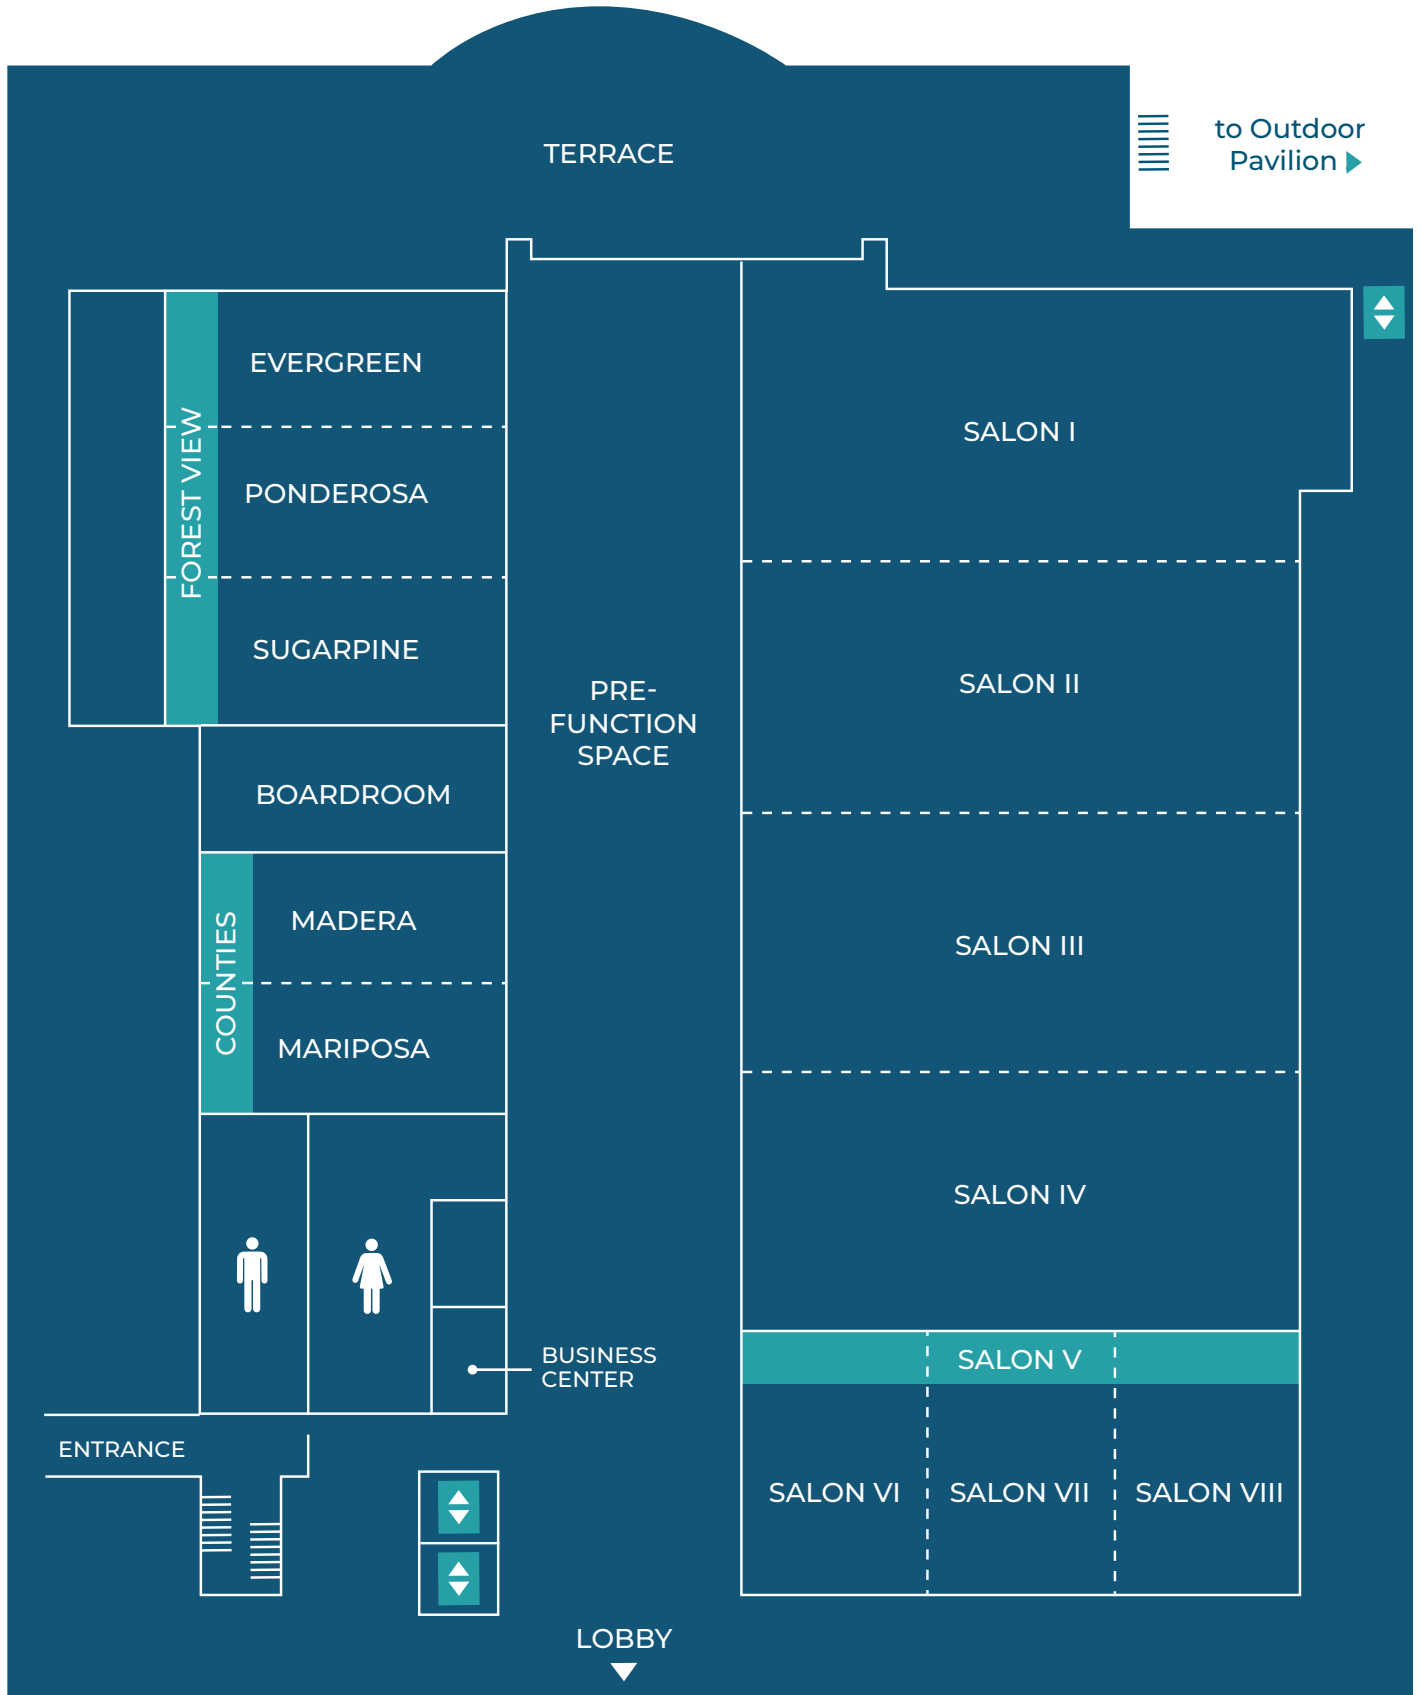 TERRACE
to Outdoor
Pavilion
EVERGREEN
FOREST VIEW
PONDEROSA
SUGARPINE
BOARDROOM
COUNTIES
MADERA
MARIPOSA
PRE-
FUNCTION
SPACE
SALON I
SALON II
SALON III
SALON IV
SALON V
SALON VI
SALON VII
SALON VIII
BUSINESS
CENTER
ENTRANCE
LOBBY